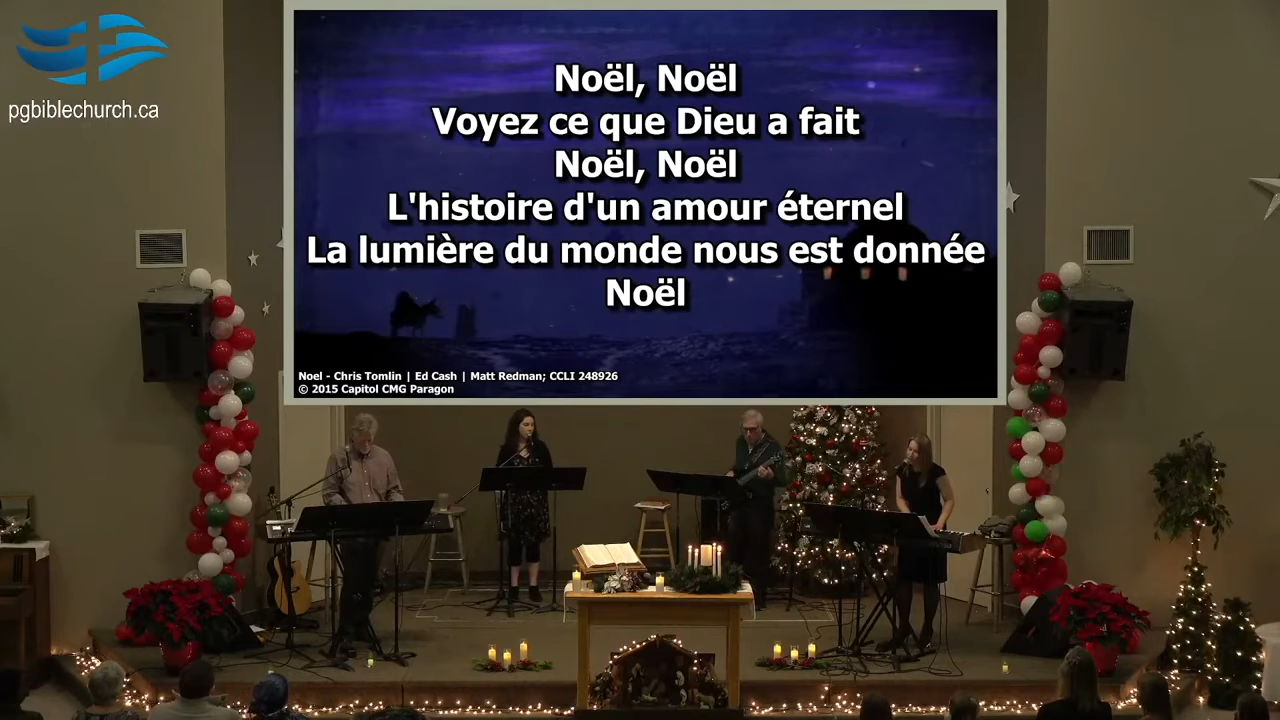 pgbiblechurch.ca
Noël, Noël
Voyez ce que Dieu a fait
Noël, Noël
L'histoire d'un amour éternel
La lumière du monde nous est donnée
Noël
Noel - Chris Tomlin | Ed Cash | Matt Redman; CCLI 248926
© 2015 Capitol CMG Paragon